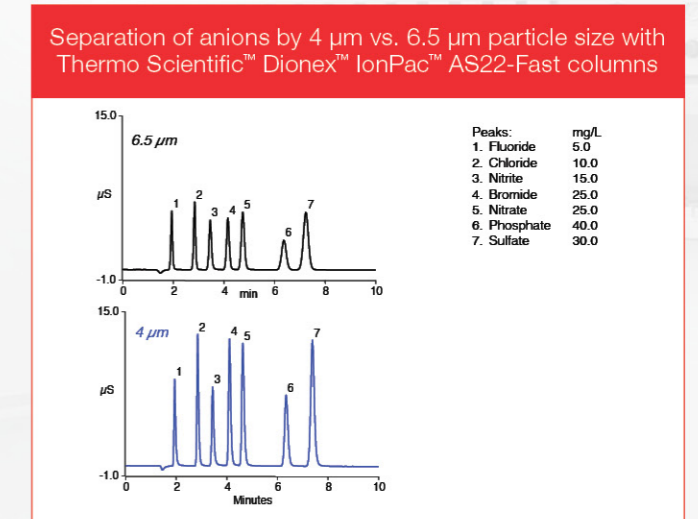 Separation of anions by 4 µm vs. 6.5 µm particle size with
Thermo Scientific™ Dionex™ IonPac™ AS22-Fast columns
15.0
6.5 µm
µS
1
2
3
4
5
6
7
-1.0
0 2 4 6 8 10
min
Peaks: mg/L
1. Fluoride 5.0
2. Chloride 10.0
3. Nitrite 15.0
4. Bromide 25.0
5. Nitrate 25.0
6. Phosphate 40.0
7. Sulfate 30.0
15.0
4 µm
µS
1
2
3
4
5
6
7
-1.0
0 2 4 6 8 10
Minutes